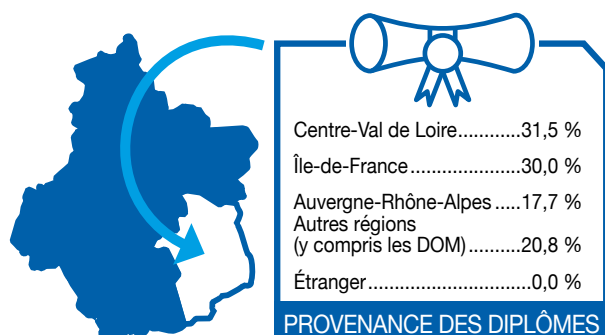 Centre-Val de Loire............31,5 %
Île-de-France.....................30,0 %
Auvergne-Rhône-Alpes.....17,7 %
Autres régions
(y compris les DOM)..........20,8 %
Étranger...............................0,0 %
PROVENANCE DES DIPLÔMES